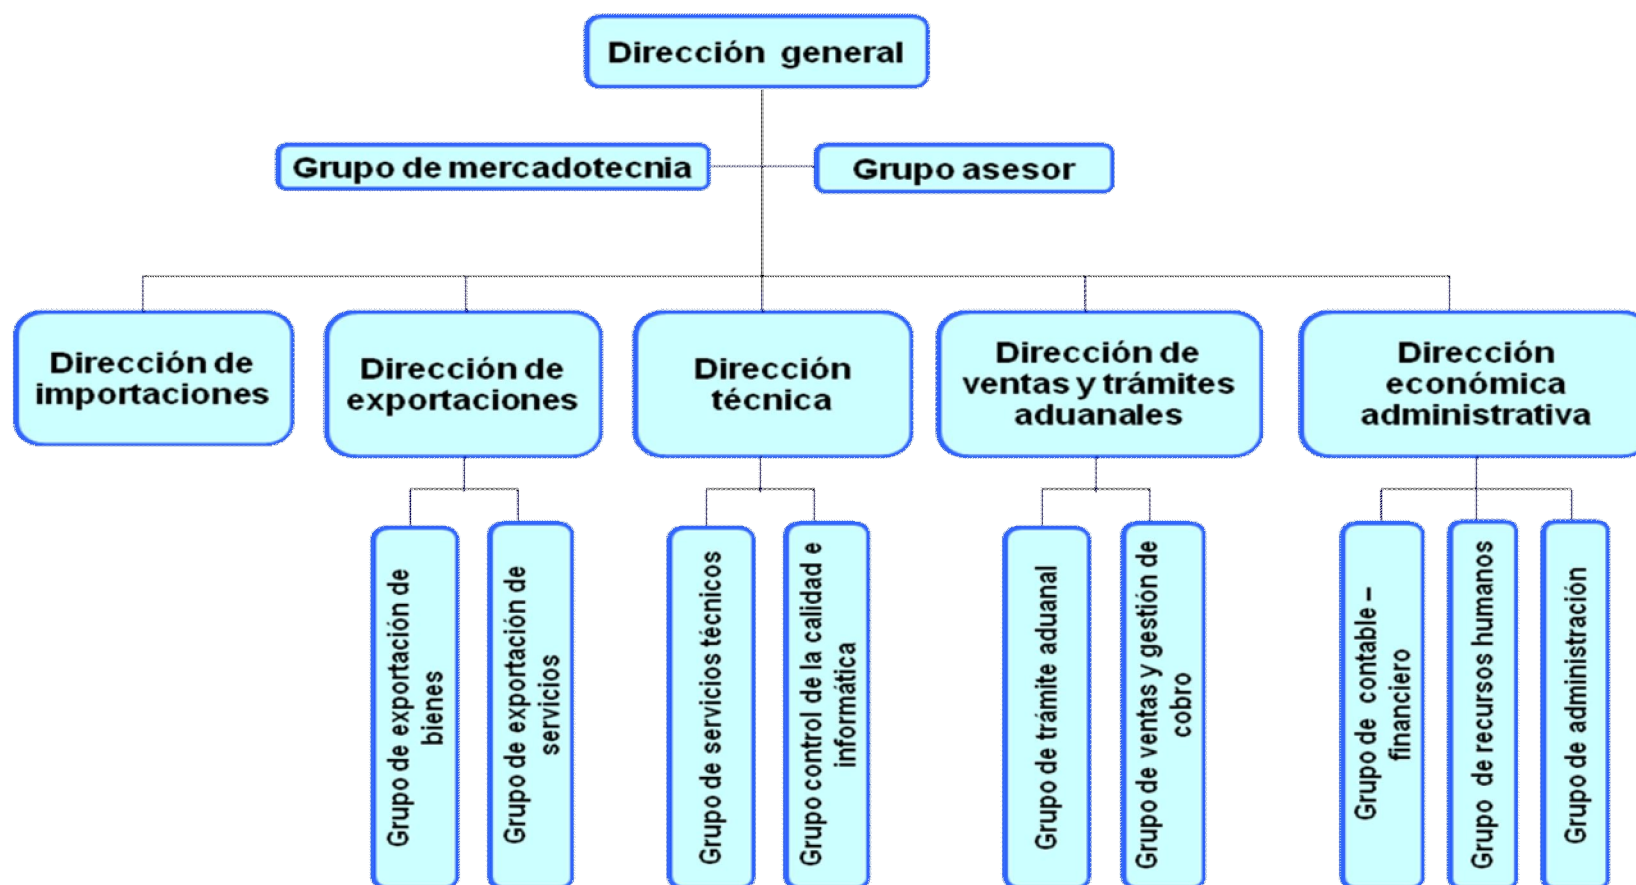 Dirección general
Grupo de mercadotecnia
Grupo asesor
Dirección de
importaciones
Dirección de
exportaciones
Dirección
técnica
Dirección de
ventas y trámites
aduanales
Dirección
económica
administrativa
Grupo de exportación de
bienes
Grupo de exportación de
servicios
Grupo de servicios técnicos
Grupo control de la calidad e
informática
Grupo de trámite aduanal
Grupo de ventas y gestión de
cobro
Grupo de contable –
financiero
Grupo de recursos humanos
Grupo de administración